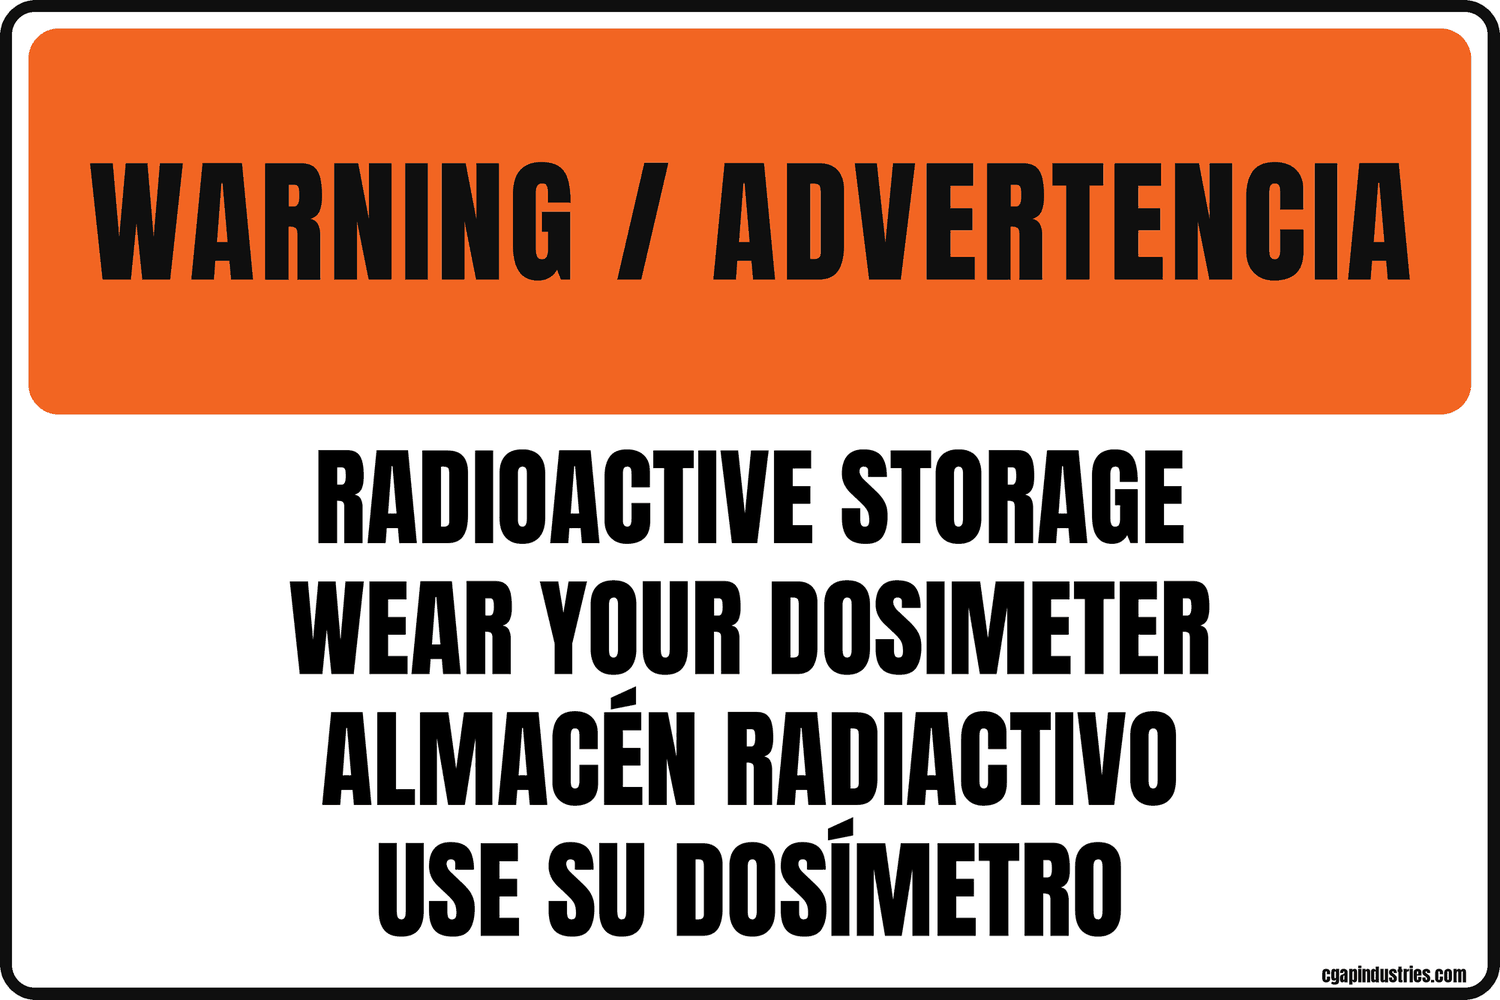 WARNING / ADVERTENCIA
RADIOACTIVE STORAGE
WEAR YOUR DOSIMETER
ALMACÉN RADIACTIVO
USE SU DOSÍMETRO
cgapindustries.com